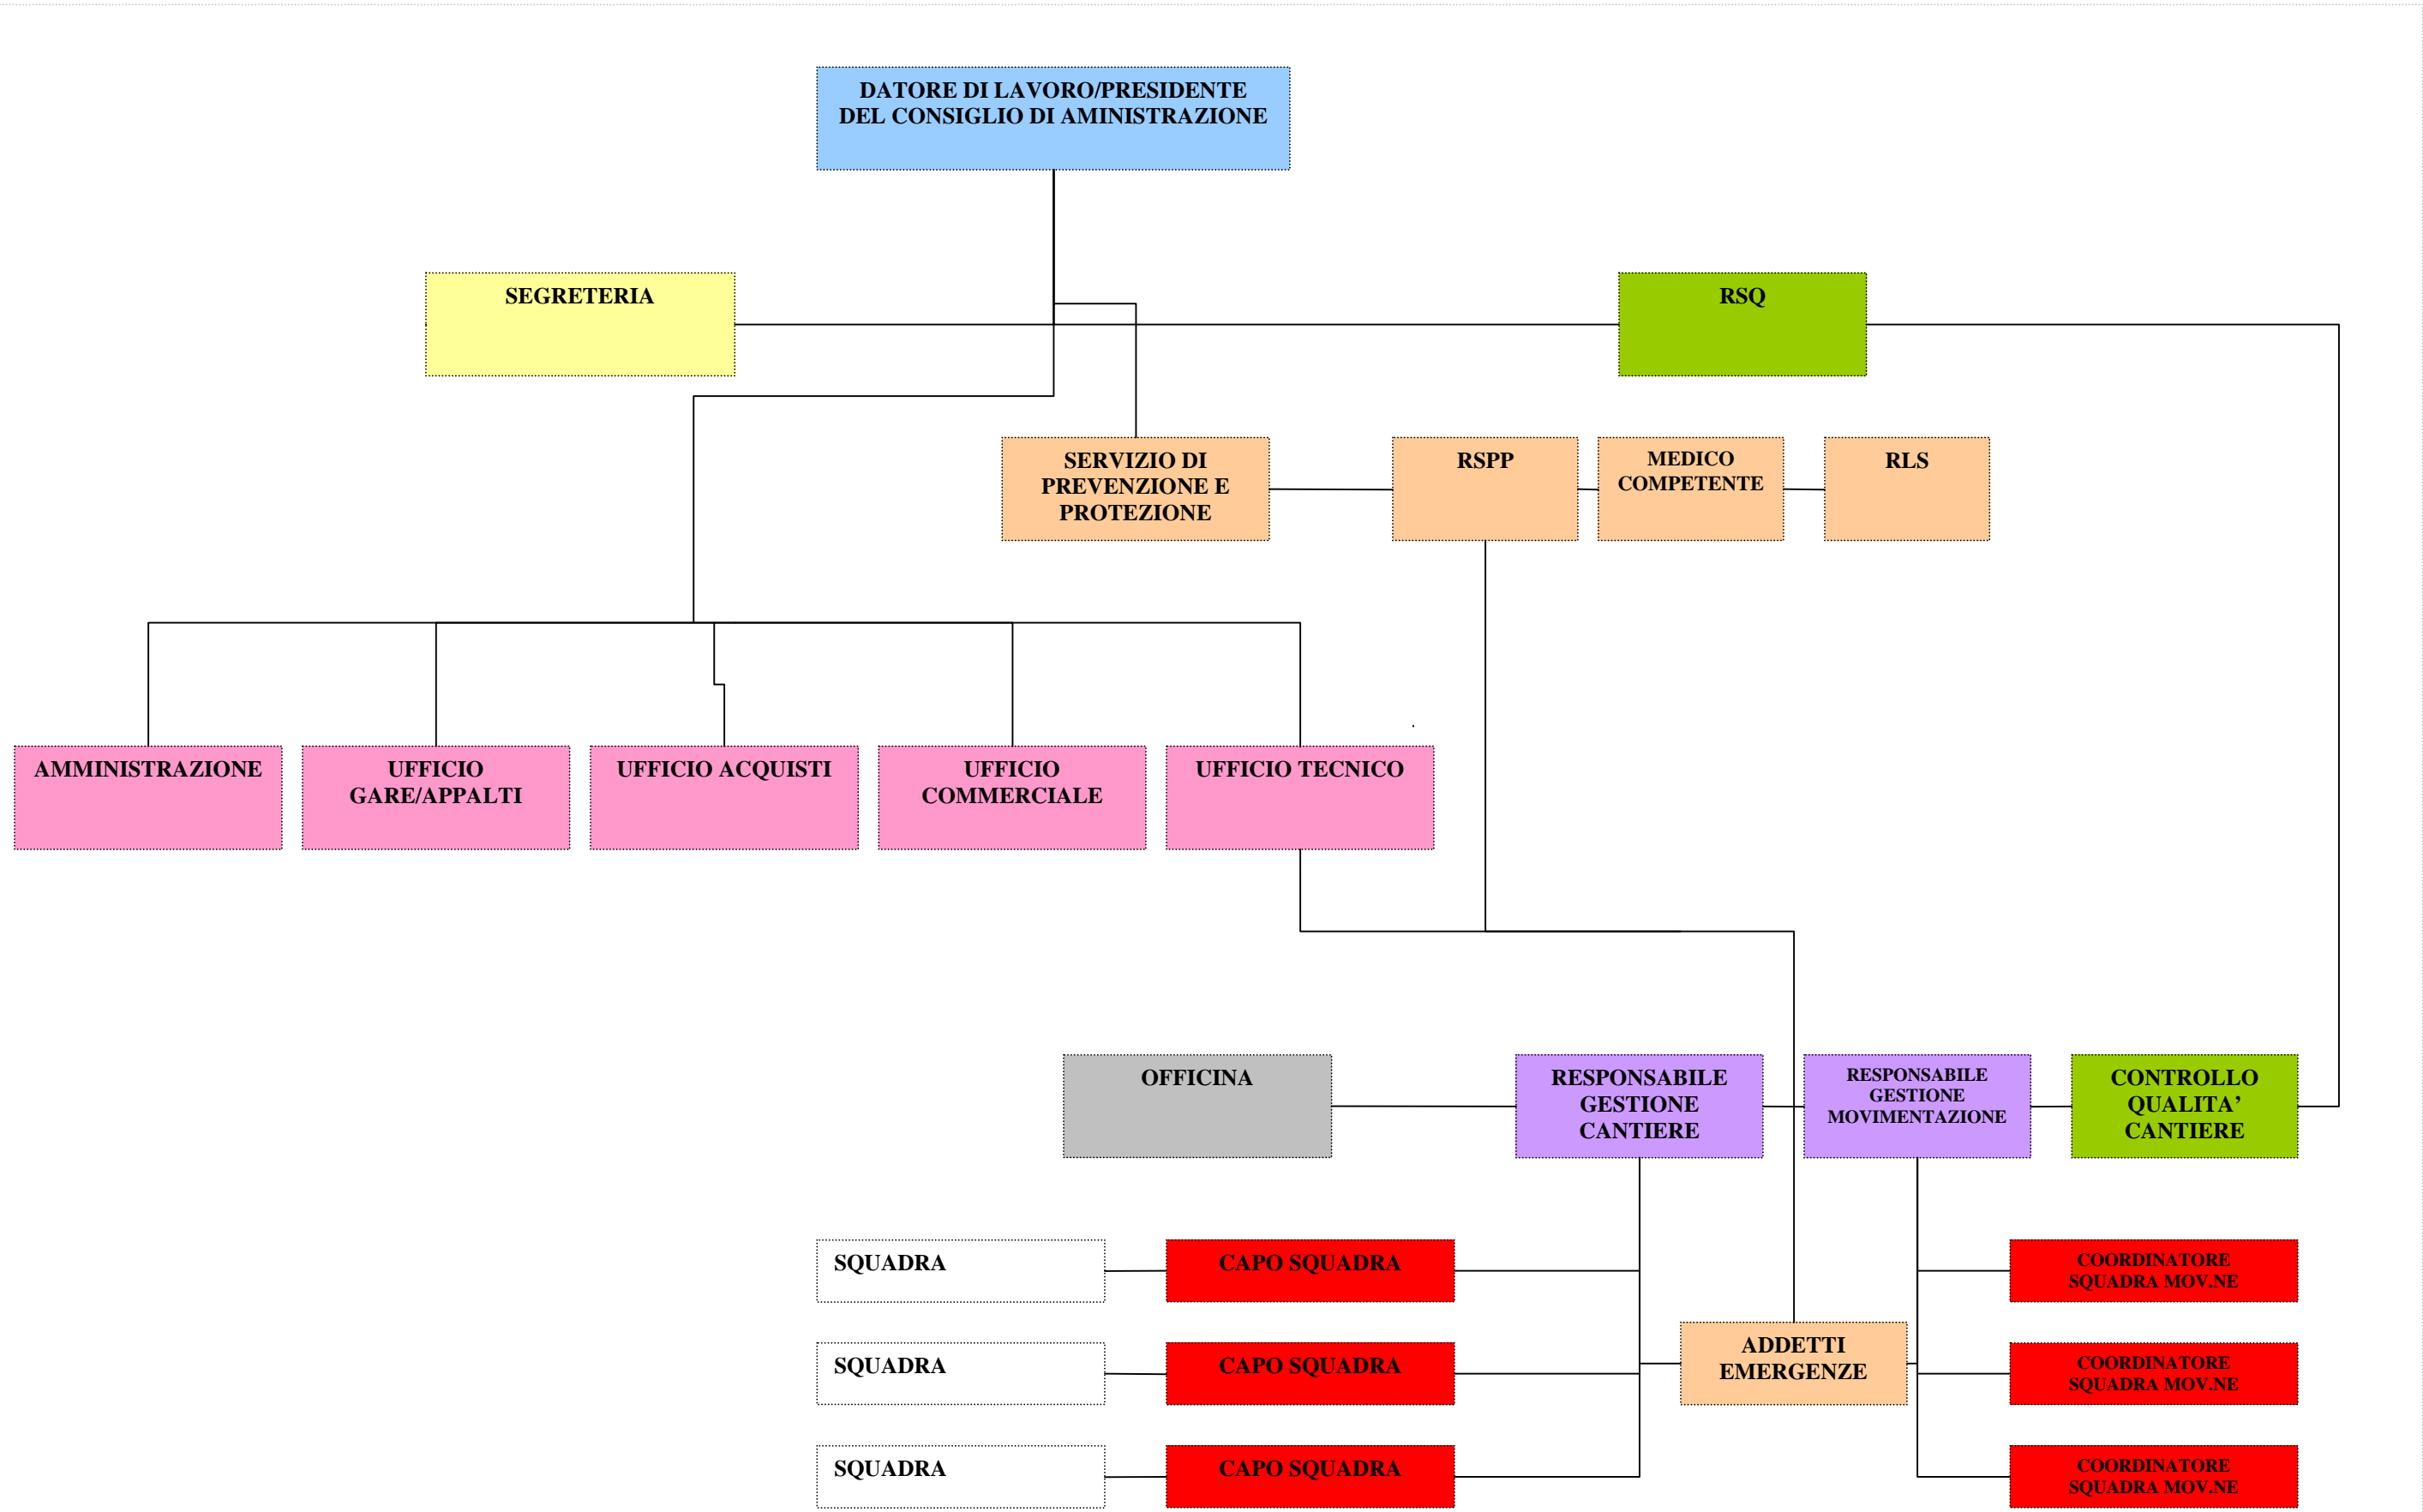 DATORE DI LAVORO/PRESIDENTE
DEL CONSIGLIO DI AMINISTRAZIONE
SEGRETERIA
RSQ
SERVIZIO DI
PREVENZIONE E
PROTEZIONE
RSPP
MEDICO
COMPETENTE
RLS
AMMINISTRAZIONE
UFFICIO
GARE/APPALTI
UFFICIO ACQUISTI
UFFICIO
COMMERCIALE
UFFICIO TECNICO
OFFICINA
RESPONSABILE
GESTIONE
CANTIERE
RESPONSABILE
GESTIONE
MOVIMENTAZIONE
CONTROLLO
QUALITA’
CANTIERE
SQUADRA
CAPO SQUADRA
COORDINATORE
SQUADRA MOV.NE
ADDETTI
EMERGENZE
SQUADRA
CAPO SQUADRA
COORDINATORE
SQUADRA MOV.NE
SQUADRA
CAPO SQUADRA
COORDINATORE
SQUADRA MOV.NE